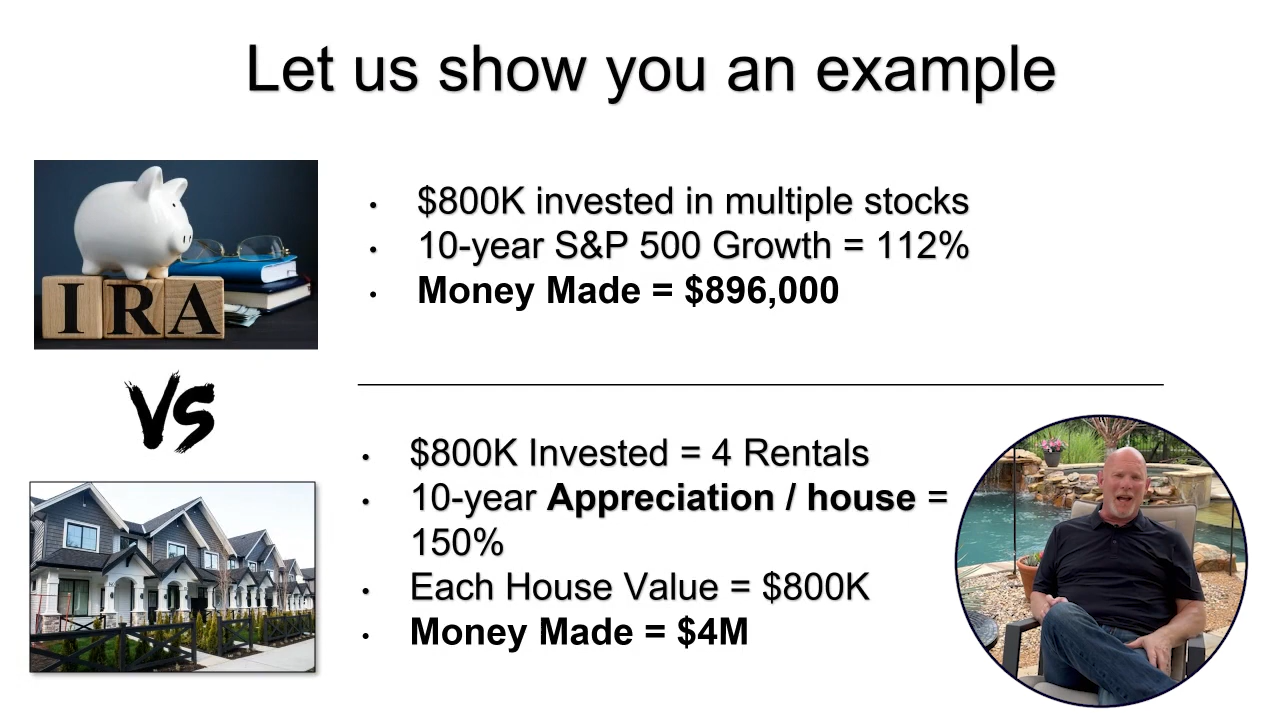 Let us show you an example
• $800K invested in multiple stocks
• 10-year S&P 500 Growth = 112%
• Money Made = $896,000
I R A
VS
• $800K Invested = 4 Rentals
• 10-year Appreciation / house =
150%
• Each House Value = $800K
• Money Made = $4M